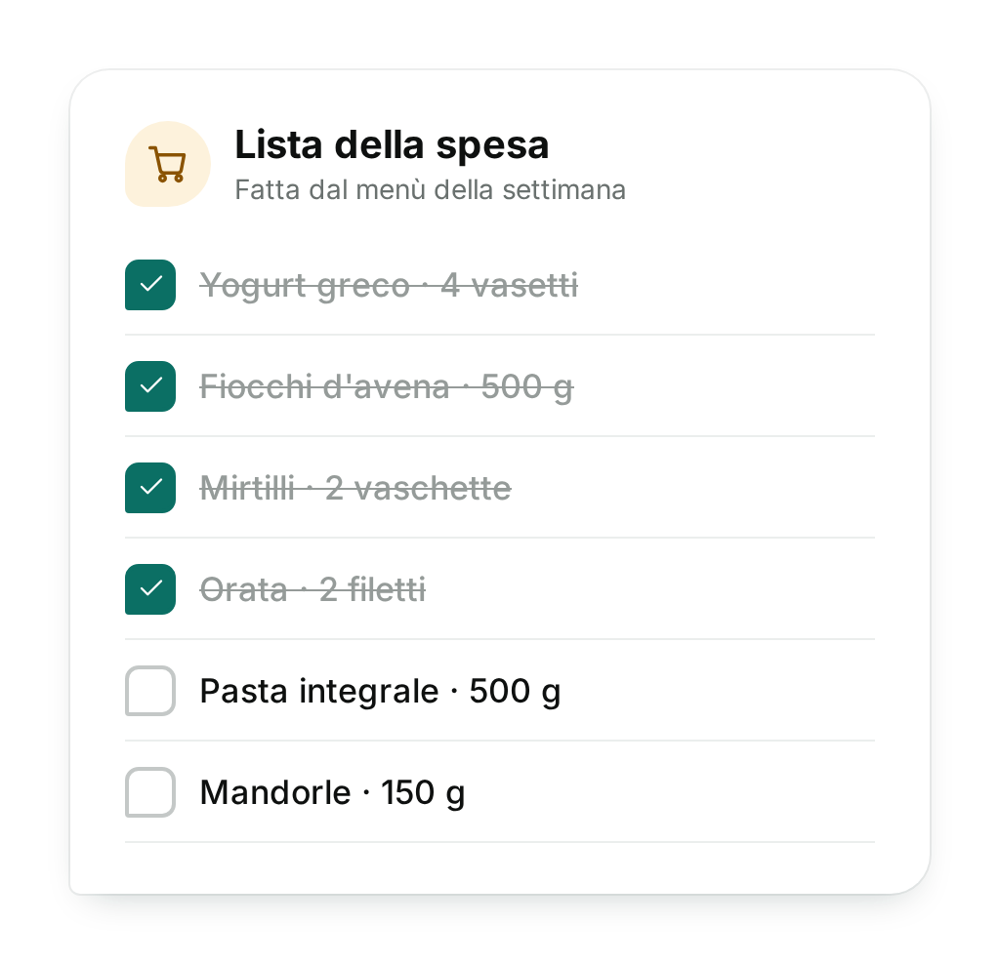 Lista della spesa
Fatta dal menù della settimana
Yogurt greco · 4 vasetti
Fiocchi d'avena · 500 g
Mirtilli · 2 vaschette
Orata · 2 filetti
Pasta integrale · 500 g
Mandorle · 150 g